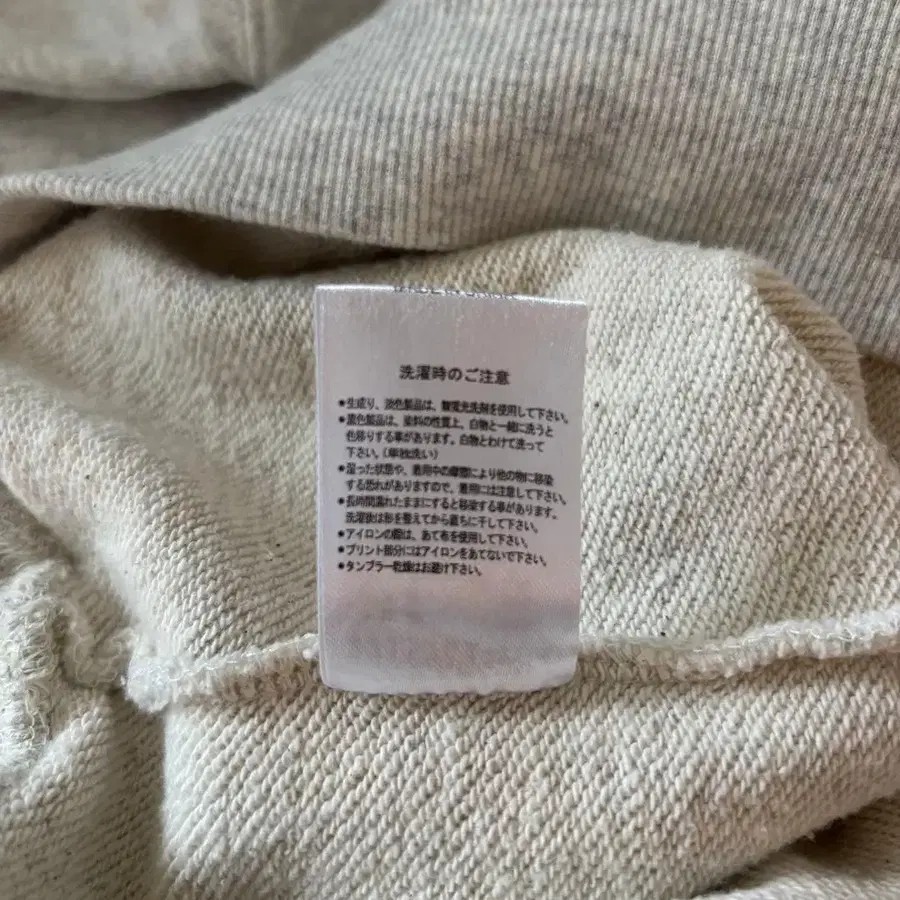 洗濯時のご注意
●生成り、淡色製品は、無蛍光洗剤を使用して下さい。
●濃色製品は、染料の性質上、白物と一緒に洗うと
色移りする事があります。白物とわけて洗って
下さい。(単独洗い)
●湿った状態や、着用中の摩擦により他の物に移染
する恐れがありますので、着用には注意して下さい。
●長時間濡れたままにすると移染する事があります。
洗濯後は形を整えてから直ちに干して下さい。
●アイロンの際は、あて布を使用して下さい。
●プリント部分にはアイロンをあてないで下さい。
●タンブラー乾燥はお避け下さい。